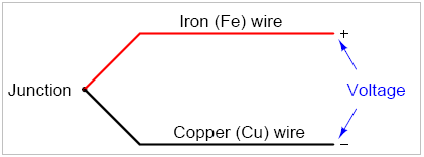 Iron (Fe) wire
+
Junction
Voltage
Copper (Cu) wire
−